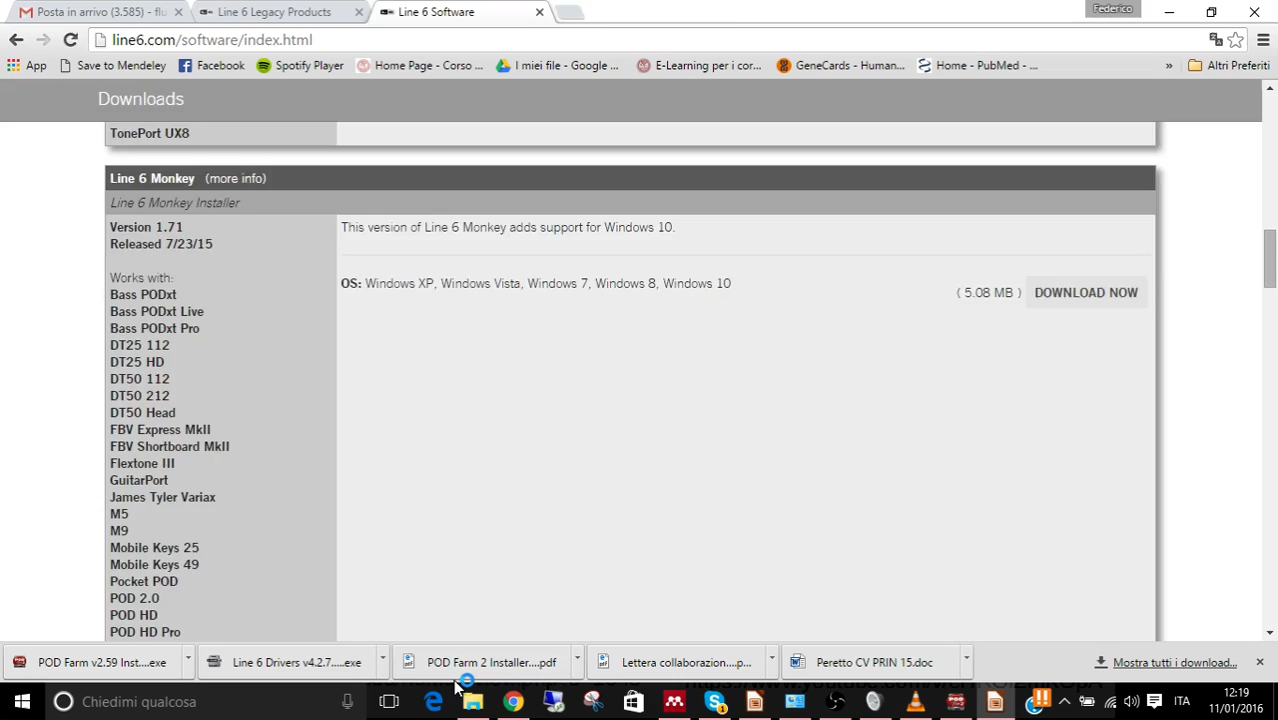 Posta in arrivo (3.585) - flu
Line 6 Legacy Products
Line 6 Software
Federico
line6.com/software/index.html
App
Save to Mendeley
Facebook
Spotify Player
Home Page - Corso ...
I miei file - Google ...
E-Learning per i cor...
GeneCards - Human...
Home - PubMed - ...
»
Altri Preferiti
Downloads
TonePort UX8
Line 6 Monkey (more info)
Line 6 Monkey Installer
Version 1.71
Released 7/23/15
This version of Line 6 Monkey adds support for Windows 10.
OS: Windows XP, Windows Vista, Windows 7, Windows 8, Windows 10
( 5.08 MB ) DOWNLOAD NOW
Works with:
Bass PODxt
Bass PODxt Live
Bass PODxt Pro
DT25 112
DT25 HD
DT50 112
DT50 212
DT50 Head
FBV Express MkII
FBV Shortboard MkII
Flextone III
GuitarPort
James Tyler Variax
M5
M9
Mobile Keys 25
Mobile Keys 49
Pocket POD
POD 2.0
POD HD
POD HD Pro
POD Farm v2.59 Inst....exe
Line 6 Drivers v4.2.7.....exe
POD Farm 2 Installer....pdf
Lettera collaborazion....p...
Peretto CV PRIN 15.doc
Mostra tutti i download...
Chiedimi qualcosa
ITA
12:19
11/01/2016